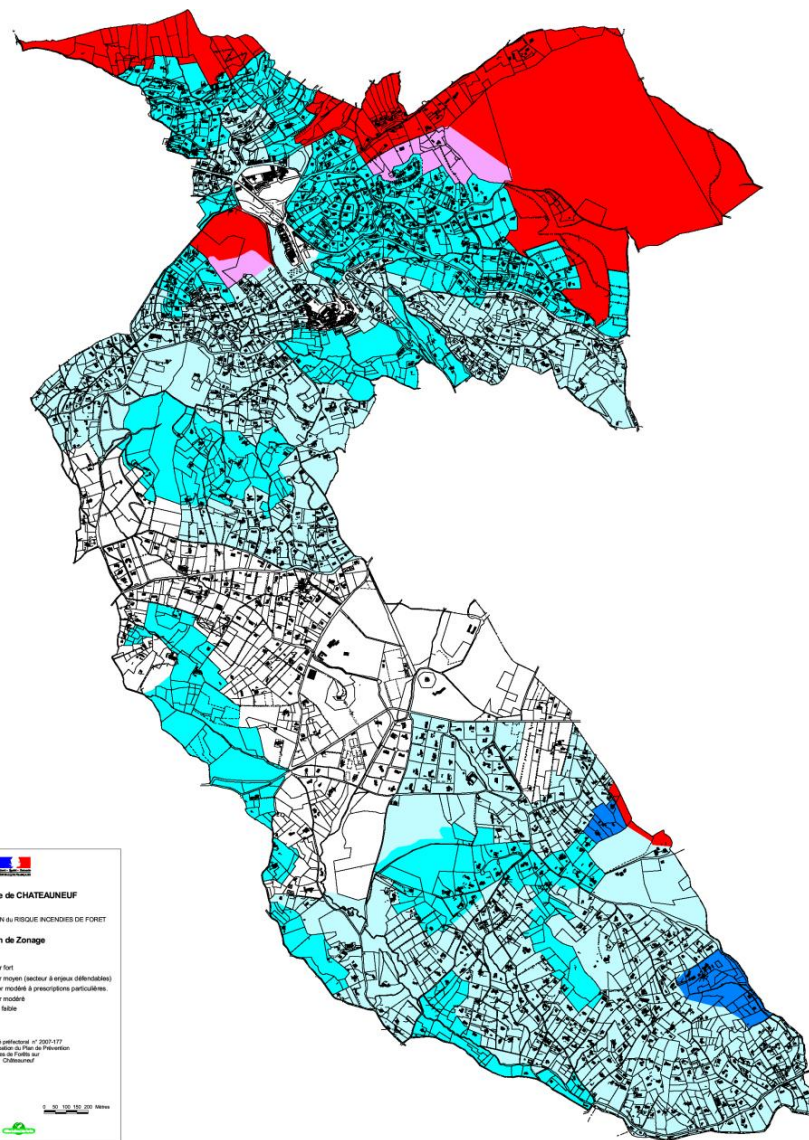 e de CHATEAUNEUF
N du RISQUE INCENDIES DE FORET
n de Zonage
r fort
r moyen (secteur à enjeux défendables)
r modéré à prescriptions particulières.
r modéré
faible
préfectoral n° 2007-177
ation du Plan de Prévention
es de Forêts sur
Châteauneuf
0 50 100 150 200 Mètres